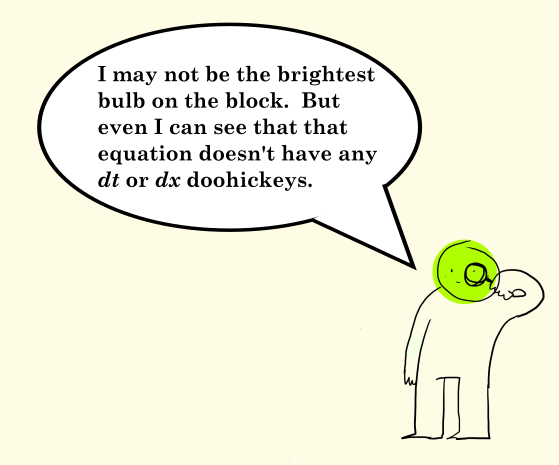 I may not be the brightest
bulb on the block.  But
even I can see that that
equation doesn't have any
dt or dx doohickeys.